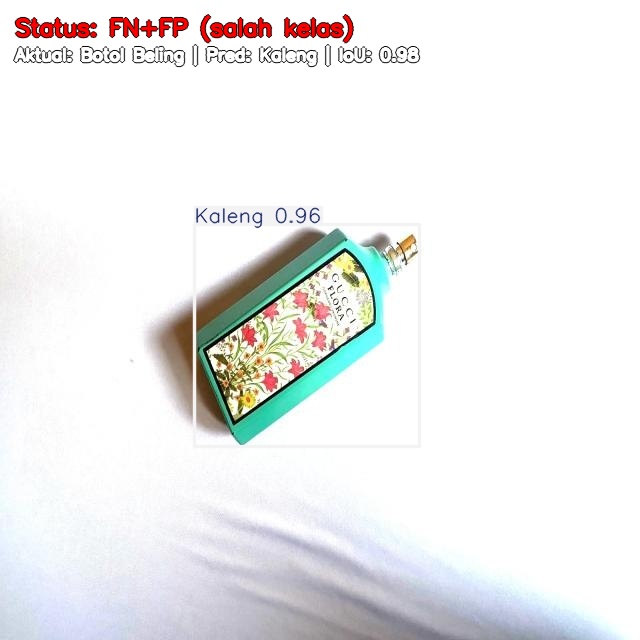 Status: FN+FP (salah kelas)
Aktual: Botol Beling | Pred: Kaleng | IoU: 0.98
Kaleng 0.96
GUCCI
FLORA